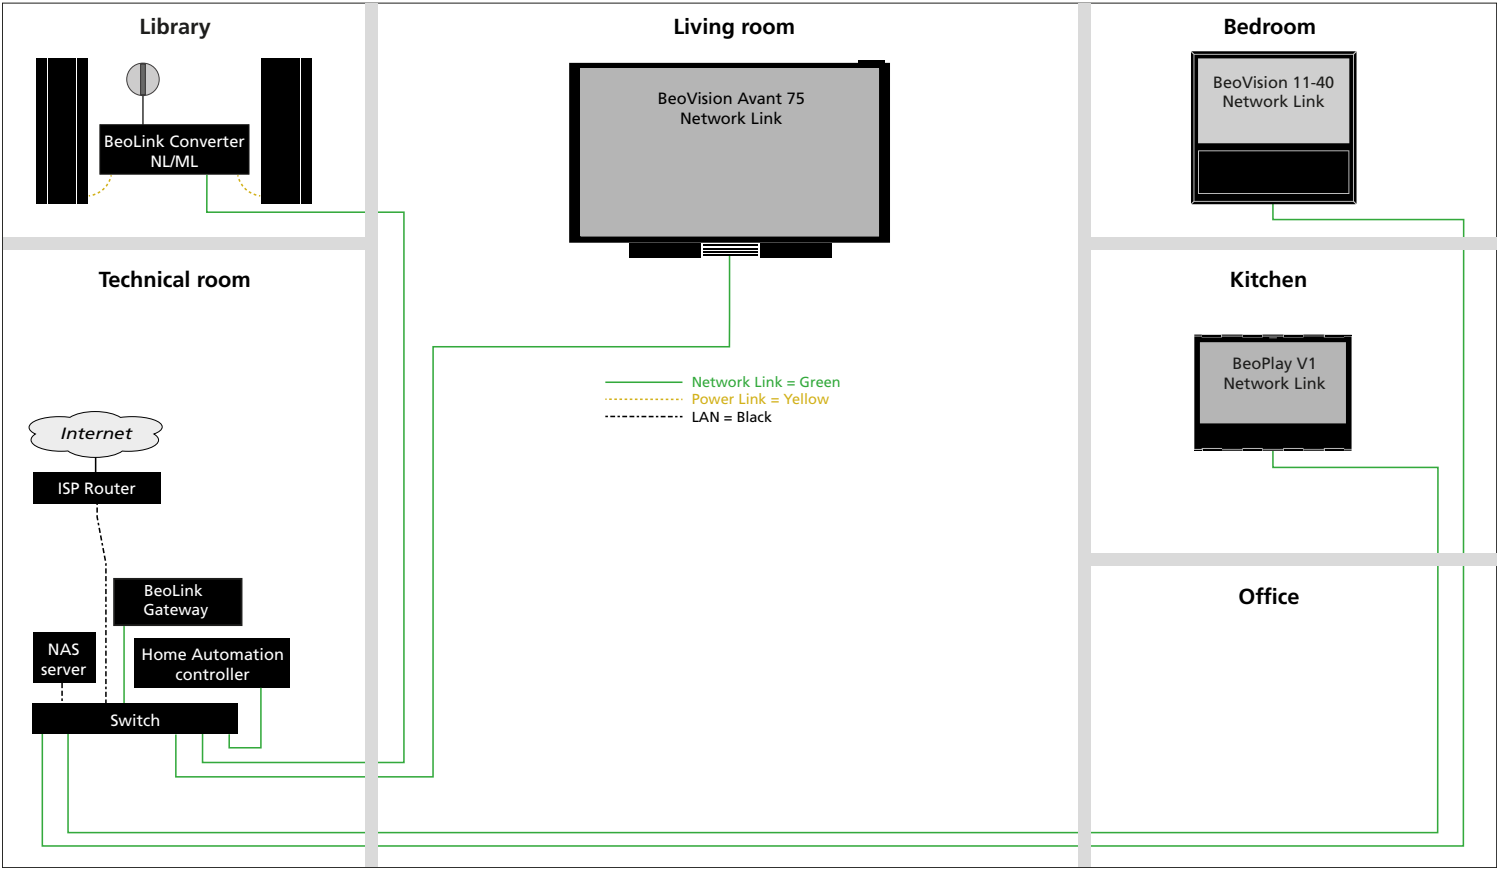 Library
BeoLink Converter
NL/ML
Living room
BeoVision Avant 75
Network Link
Bedroom
BeoVision 11-40
Network Link
Technical room
Internet
ISP Router
BeoLink
Gateway
NAS
server
Home Automation
controller
Switch
Network Link = Green
Power Link = Yellow
LAN = Black
Kitchen
BeoPlay V1
Network Link
Office